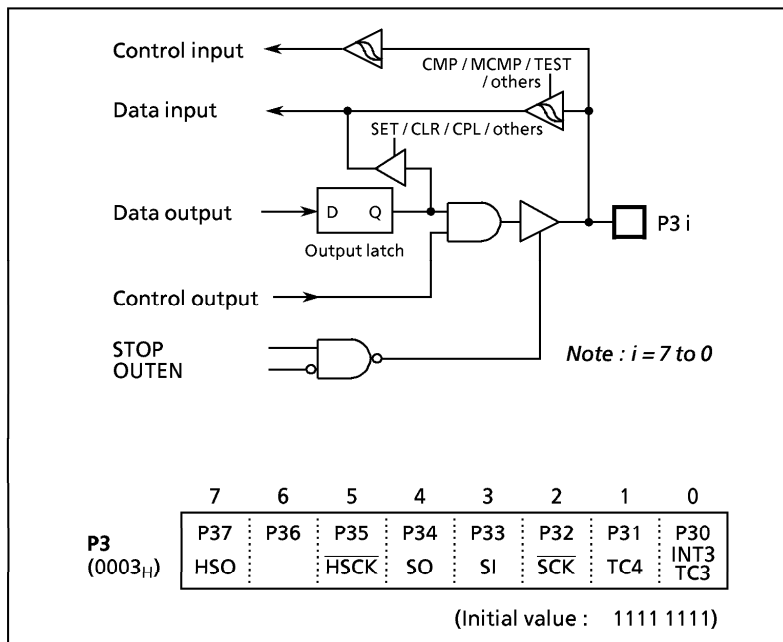 Control input
CMP / MCMP / TEST
/ others
Data input
SET / CLR / CPL / others
Data output
D Q
P3 i
Output latch
Control output
STOP
OUTEN
Note : i = 7 to 0
7 6 5 4 3 2 1 0
P3
(0003H)
P37 P36 P35 P34 P33 P32 P31 P30
HSO HSCK SO SI SCK TC4 INT3
TC3
(Initial value : 1111 1111)